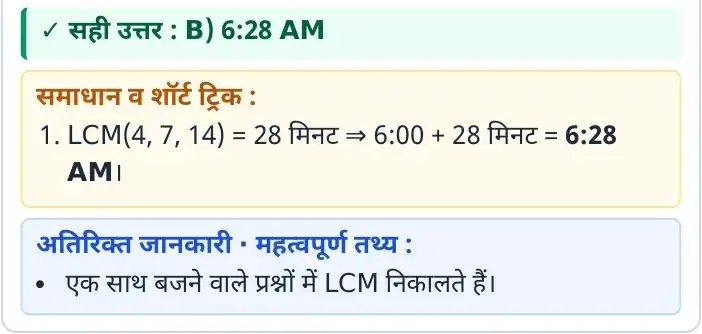 ✓ सही उत्तर : B) 6:28 AM
समाधान व शॉर्ट ट्रिक :
1. LCM(4, 7, 14) = 28 मिनट ⇒ 6:00 + 28 मिनट = 6:28
AM।
अतिरिक्त जानकारी · महत्वपूर्ण तथ्य :
• एक साथ बजने वाले प्रश्नों में LCM निकालते हैं।